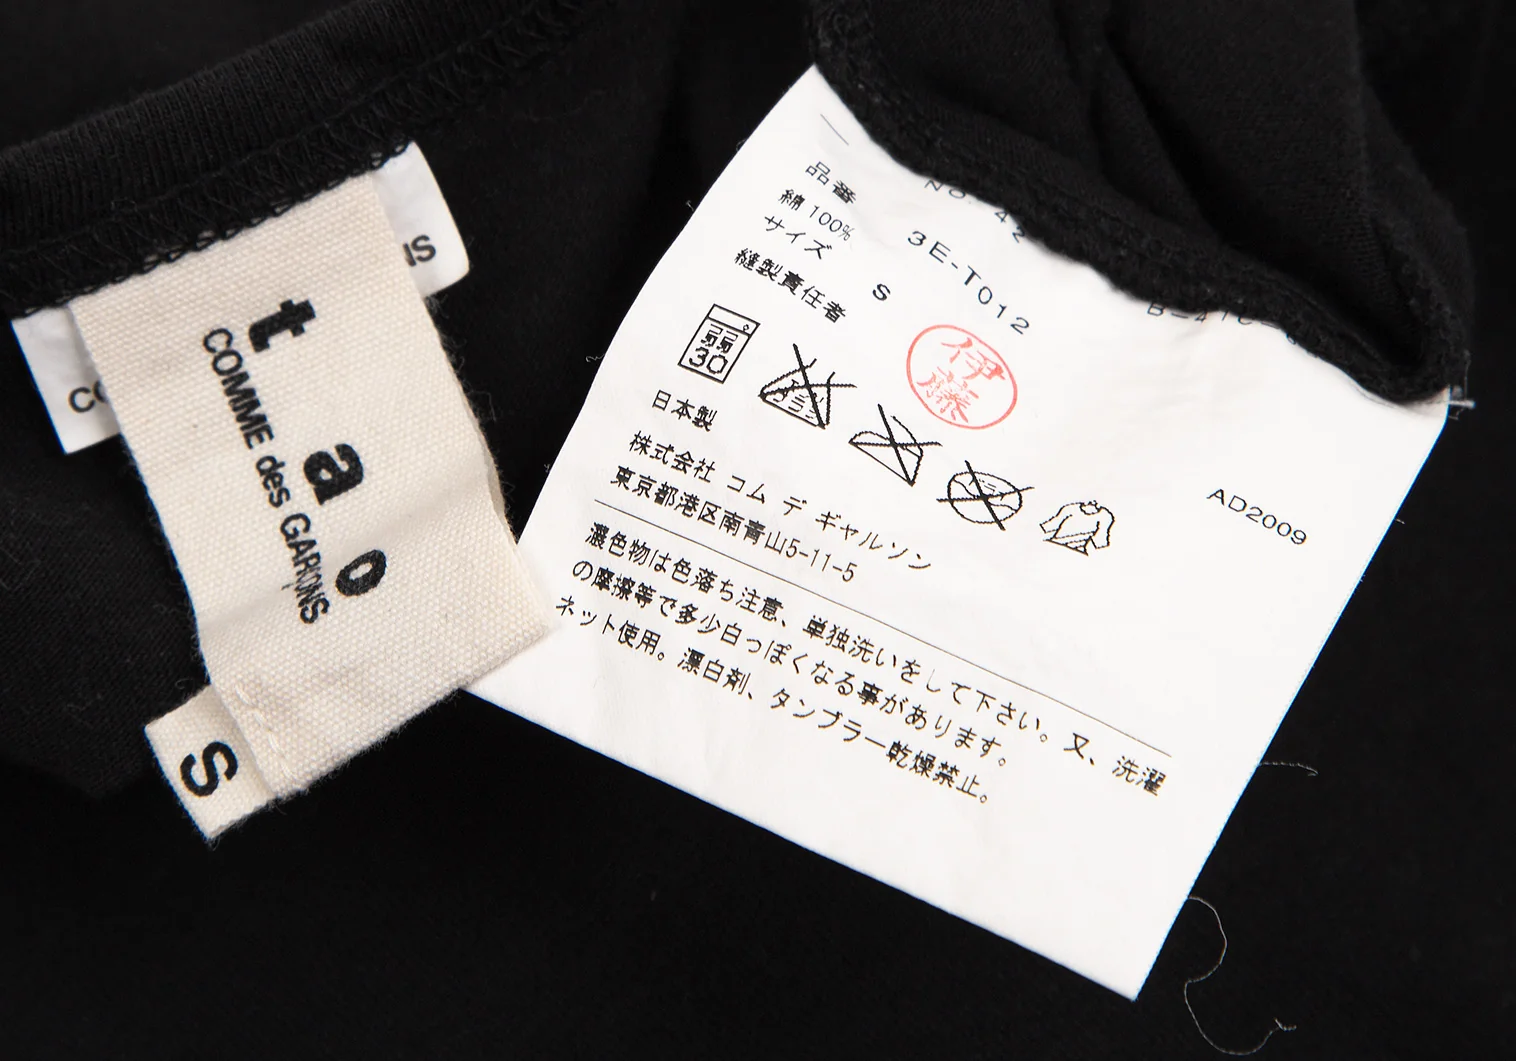 t a o
COMME des GARÇONS
S
品番 3E-T012
綿 100%
サイズ S
縫製責任者
伊藤
弱
30
日本製
AD2009
株式会社 コム デ ギャルソン
東京都港区南青山5-11-5
濃色物は色落ち注意、単独洗いをして下さい。又、洗濯
の摩擦等で多少白っぽくなる事があります。
ネット使用。漂白剤、タンブラー乾燥禁止。